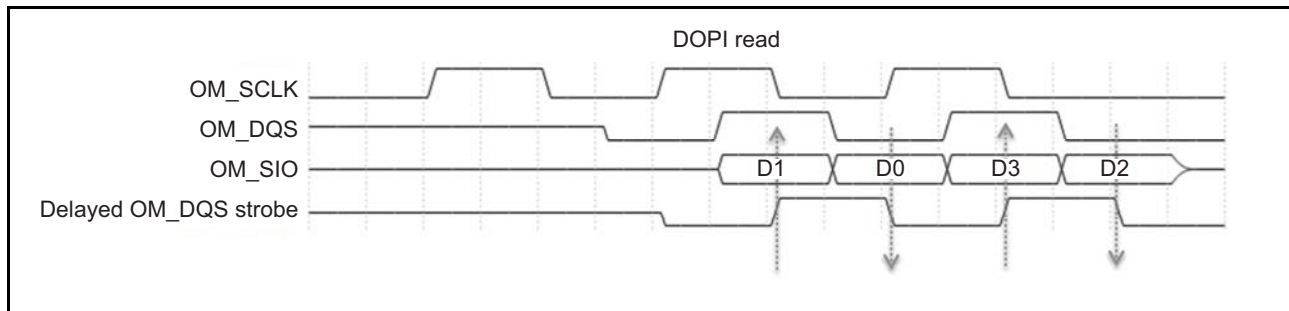 DOPI read
OM_SCLK
OM_DQS
OM_SIO D1 D0 D3 D2
Delayed OM_DQS strobe